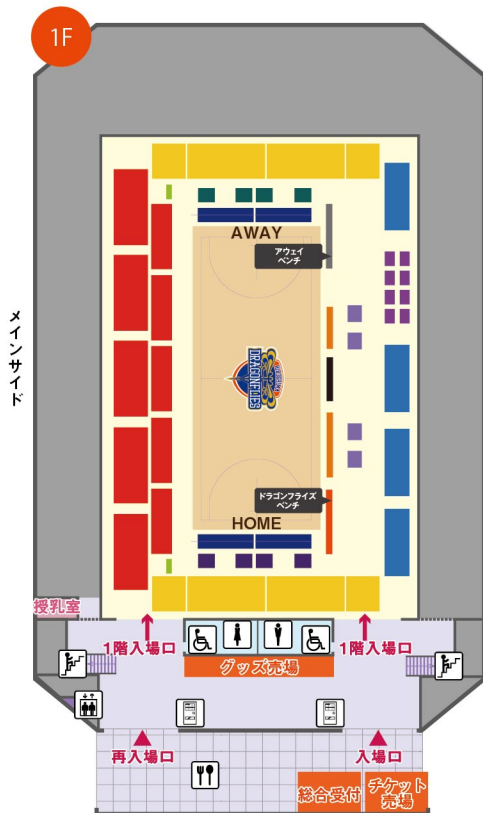 1F
AWAY
アウェイ
ベンチ
メインサイド
DRAGONFLIES
ドラゴンフライズ
ベンチ
HOME
授乳室
1階入場口
1階入場口
グッズ売場
再入場口
入場口
総合受付
チケット
売場